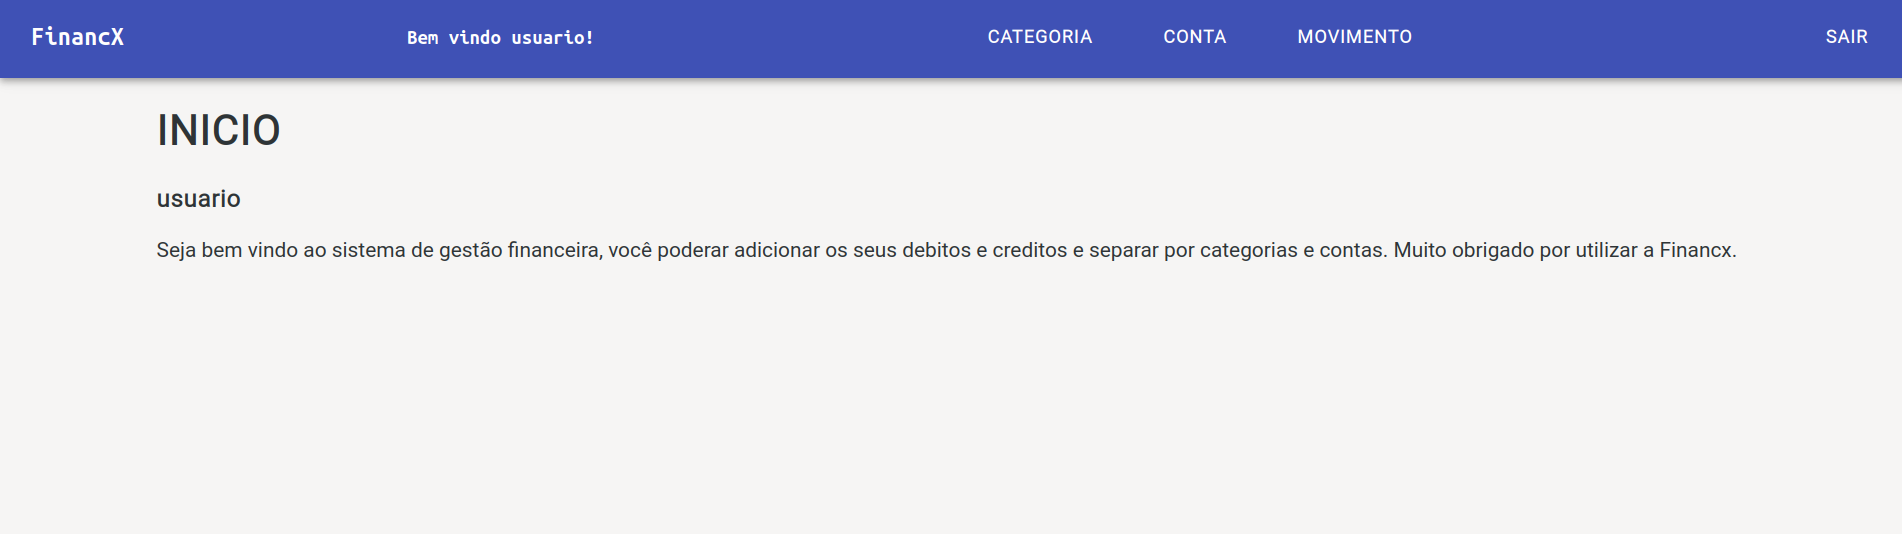 FinancX
Bem vindo usuario!
CATEGORIA
CONTA
MOVIMENTO
SAIR
INICIO
usuario
Seja bem vindo ao sistema de gestão financeira, você poderar adicionar os seus debitos e creditos e separar por categorias e contas. Muito obrigado por utilizar a Financx.